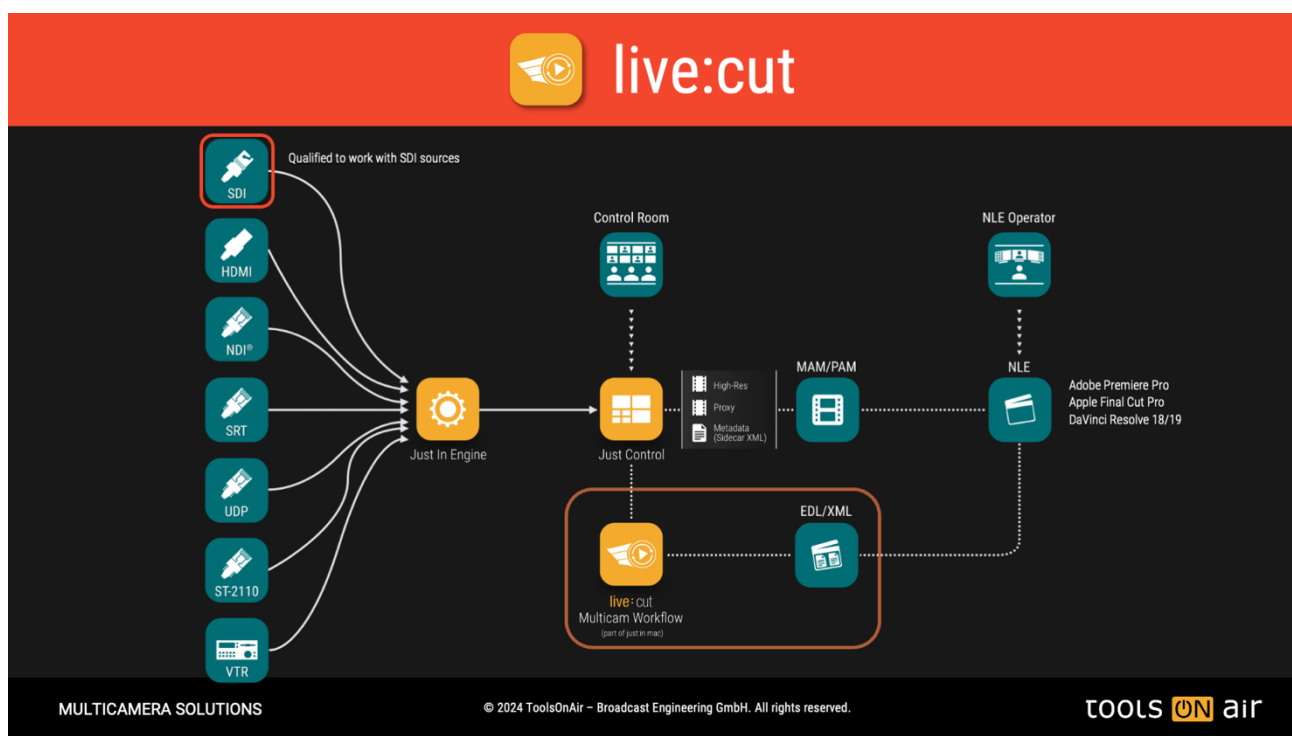 live:cut
SDI
Qualified to work with SDI sources
HDMI
NDI®
SRT
UDP
ST-2110
VTR
Just In Engine
Control Room
Just Control
High-Res
Proxy
Metadata
(Sidecar XML)
MAM/PAM
NLE Operator
NLE
Adobe Premiere Pro
Apple Final Cut Pro
DaVinci Resolve 18/19
live:cut
Multicam Workflow
(part of just:in mac)
EDL/XML
MULTICAMERA SOLUTIONS
© 2024 ToolsOnAir – Broadcast Engineering GmbH. All rights reserved.
TOOLS ON air